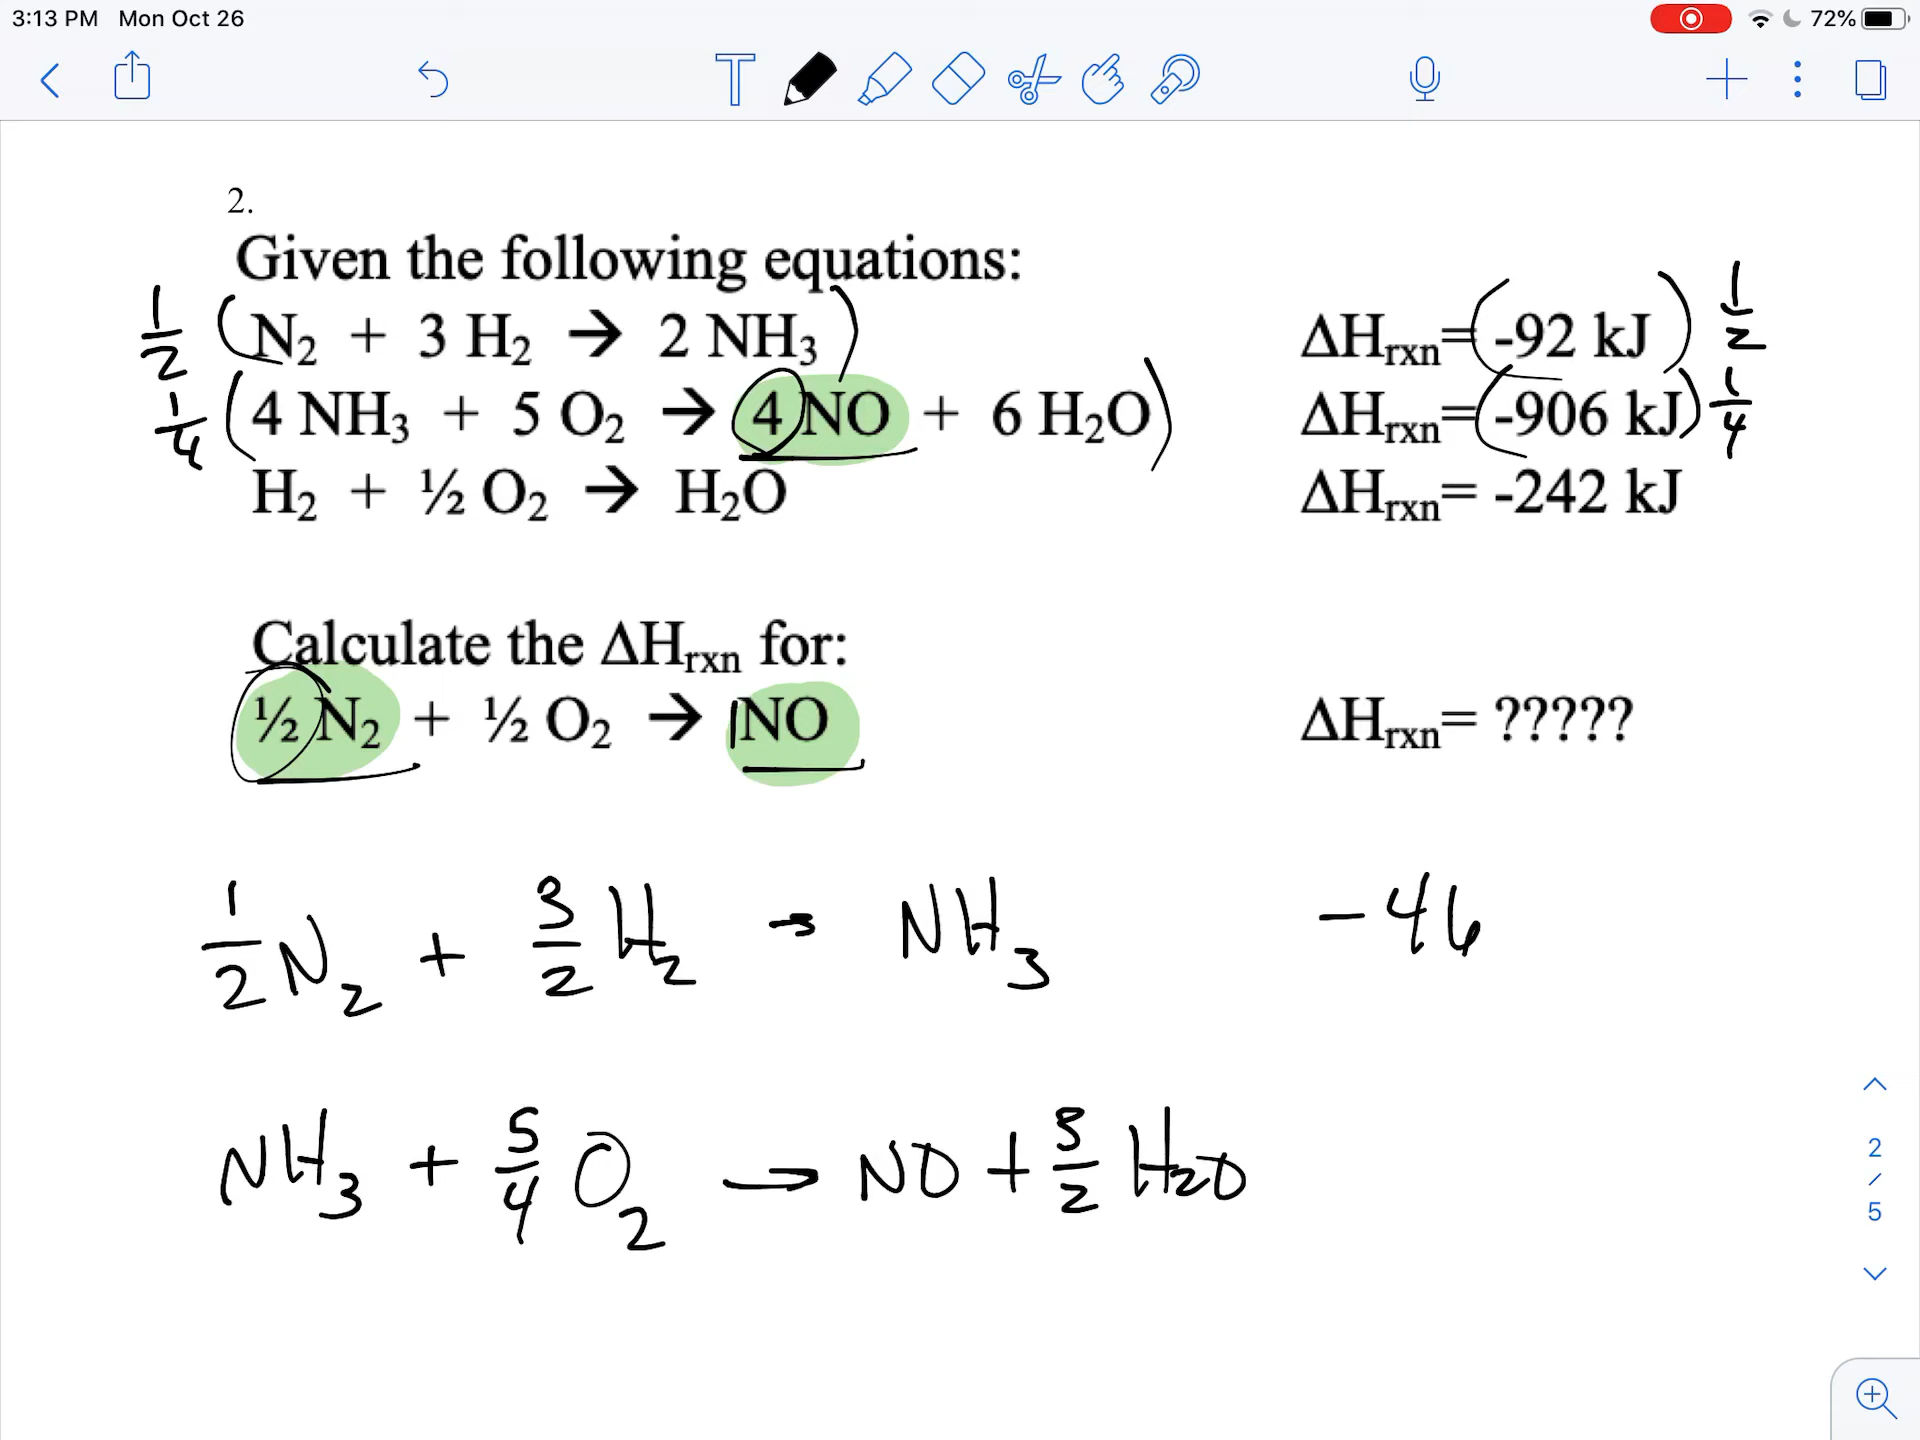 3:13 PM Mon Oct 26 72%
T
2.
Given the following equations:
1/2 (N₂ + 3 H₂ → 2 NH₃) ΔHrxn= (-92 kJ) 1/2
1/4 (4 NH₃ + 5 O₂ → 4 NO + 6 H₂O) ΔHrxn= (-906 kJ) 1/4
H₂ + ½ O₂ → H₂O ΔHrxn= -242 kJ
Calculate the ΔHrxn for:
½ N₂ + ½ O₂ → 1NO ΔHrxn= ?????
1/2 N₂ + 3/2 H₂ → NH₃ -46
NH₃ + 5/4 O₂ → NO + 3/2 H₂O
2
/
5